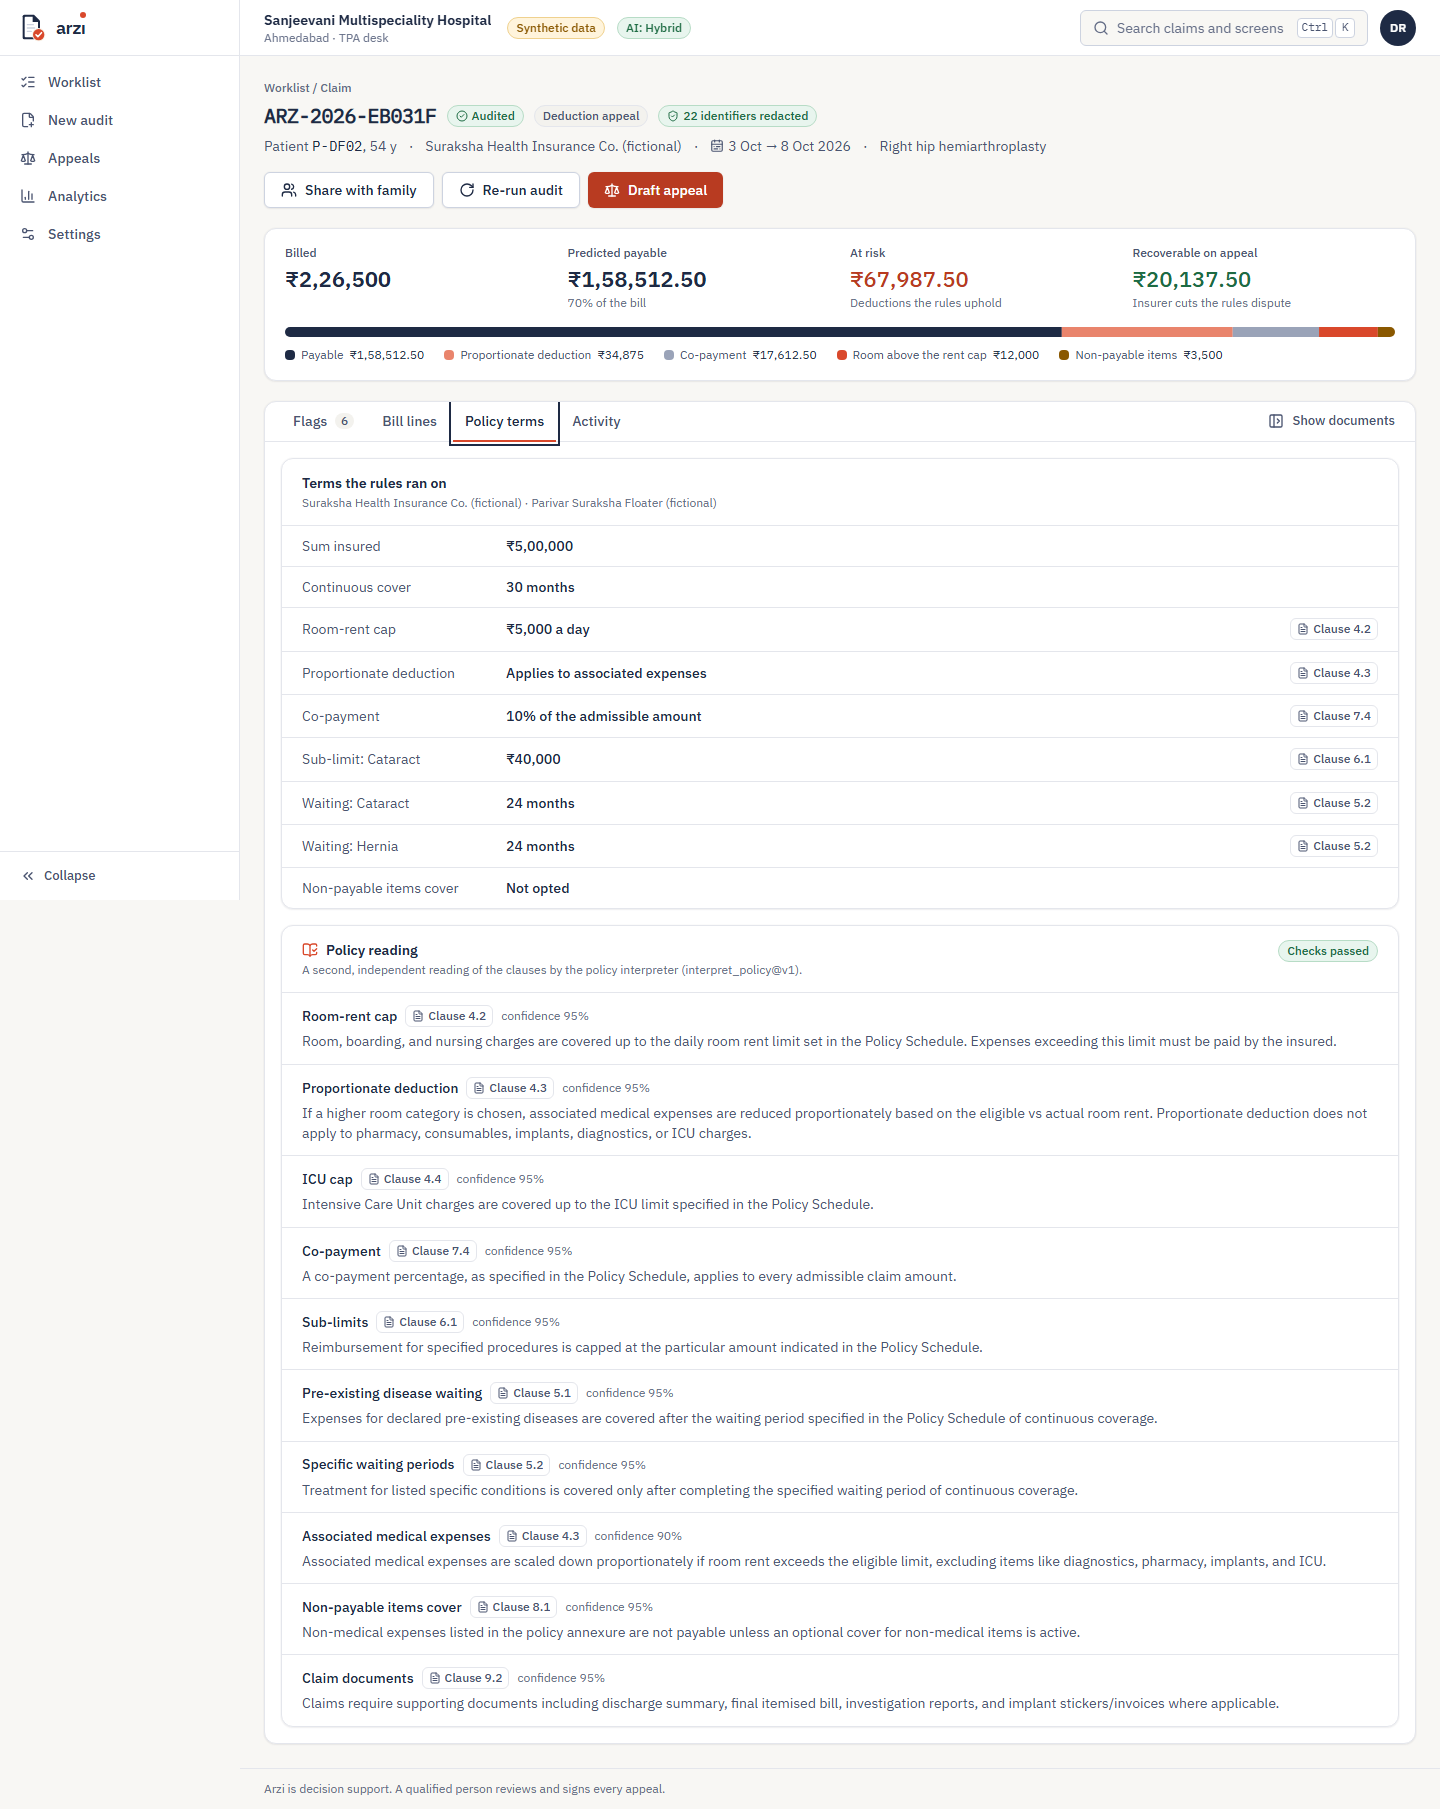 arzı
Sanjeevani Multispeciality Hospital
Ahmedabad · TPA desk
Synthetic data
AI: Hybrid
Search claims and screens
Ctrl K
DR
Worklist
New audit
Appeals
Analytics
Settings
Collapse
Worklist / Claim
ARZ-2026-EB031F
Audited
Deduction appeal
22 identifiers redacted
Patient P-DF02, 54 y · Suraksha Health Insurance Co. (fictional) · 3 Oct → 8 Oct 2026 · Right hip hemiarthroplasty
Share with family
Re-run audit
Draft appeal
Billed
₹2,26,500
Predicted payable
₹1,58,512.50
70% of the bill
At risk
₹67,987.50
Deductions the rules uphold
Recoverable on appeal
₹20,137.50
Insurer cuts the rules dispute
Payable ₹1,58,512.50
Proportionate deduction ₹34,875
Co-payment ₹17,612.50
Room above the rent cap ₹12,000
Non-payable items ₹3,500
Flags 6
Bill lines
Policy terms
Activity
Show documents
Terms the rules ran on
Suraksha Health Insurance Co. (fictional) · Parivar Suraksha Floater (fictional)
Sum insured ₹5,00,000
Continuous cover 30 months
Room-rent cap ₹5,000 a day Clause 4.2
Proportionate deduction Applies to associated expenses Clause 4.3
Co-payment 10% of the admissible amount Clause 7.4
Sub-limit: Cataract ₹40,000 Clause 6.1
Waiting: Cataract 24 months Clause 5.2
Waiting: Hernia 24 months Clause 5.2
Non-payable items cover Not opted
Policy reading
Checks passed
A second, independent reading of the clauses by the policy interpreter (interpret_policy@v1).
Room-rent cap Clause 4.2 confidence 95%
Room, boarding, and nursing charges are covered up to the daily room rent limit set in the Policy Schedule. Expenses exceeding this limit must be paid by the insured.
Proportionate deduction Clause 4.3 confidence 95%
If a higher room category is chosen, associated medical expenses are reduced proportionately based on the eligible vs actual room rent. Proportionate deduction does not
apply to pharmacy, consumables, implants, diagnostics, or ICU charges.
ICU cap Clause 4.4 confidence 95%
Intensive Care Unit charges are covered up to the ICU limit specified in the Policy Schedule.
Co-payment Clause 7.4 confidence 95%
A co-payment percentage, as specified in the Policy Schedule, applies to every admissible claim amount.
Sub-limits Clause 6.1 confidence 95%
Reimbursement for specified procedures is capped at the particular amount indicated in the Policy Schedule.
Pre-existing disease waiting Clause 5.1 confidence 95%
Expenses for declared pre-existing diseases are covered after the waiting period specified in the Policy Schedule of continuous coverage.
Specific waiting periods Clause 5.2 confidence 95%
Treatment for listed specific conditions is covered only after completing the specified waiting period of continuous coverage.
Associated medical expenses Clause 4.3 confidence 90%
Associated medical expenses are scaled down proportionately if room rent exceeds the eligible limit, excluding items like diagnostics, pharmacy, implants, and ICU.
Non-payable items cover Clause 8.1 confidence 95%
Non-medical expenses listed in the policy annexure are not payable unless an optional cover for non-medical items is active.
Claim documents Clause 9.2 confidence 95%
Claims require supporting documents including discharge summary, final itemised bill, investigation reports, and implant stickers/invoices where applicable.
Arzi is decision support. A qualified person reviews and signs every appeal.